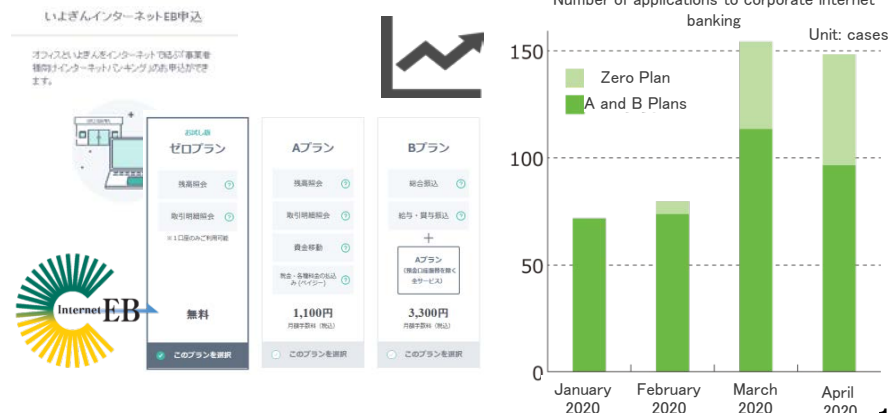 いよぎんインターネットEB申込
オフィスといよぎんをインターネットで結ぶ「事業者
様向けインターネットバンキング」のお申込ができ
ます。
お試し版
ゼロプラン
残高照会
取引明細照会
※1口座のみご利用可能
無料
このプランを選択
Aプラン
残高照会
取引明細照会
資金移動
税金・各種料金の払込
み (ペイジー)
1,100円
月額手数料 (税込)
このプランを選択
Bプラン
総合振込
給与・賞与振込
+
Aプラン
(預金口座振替を除く
全サービス)
3,300円
月額手数料 (税込)
このプランを選択
Internet EB
Number of applications to corporate internet
banking
Unit: cases
150
100
50
0
Zero Plan
A and B Plans
January
2020
February
2020
March
2020
April
2020